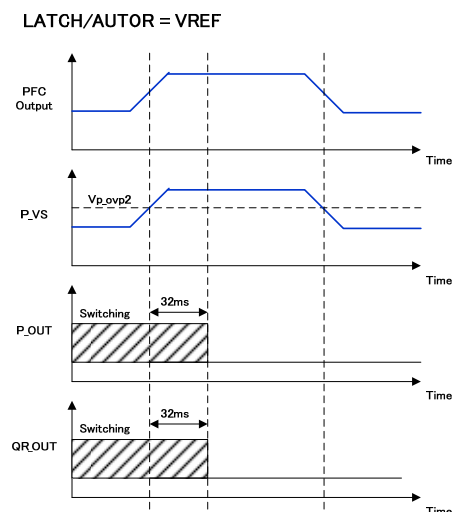 LATCH/AUTOR = VREF
PFC
Output
Time
Vp_ovp2
P_VS
Time
Switching
32ms
P_OUT
Time
Switching
32ms
QR_OUT
Time